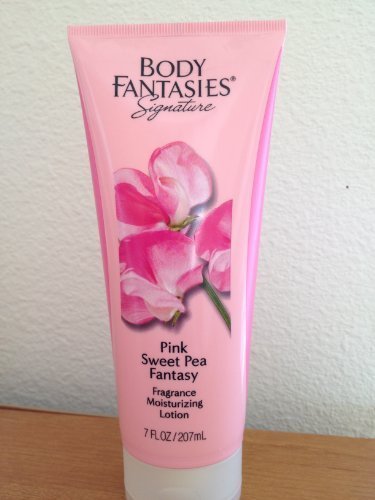 BODY
FANTASIES®
Signature
Pink
Sweet Pea
Fantasy
Fragrance
Moisturizing
Lotion
7 FL OZ/207mL